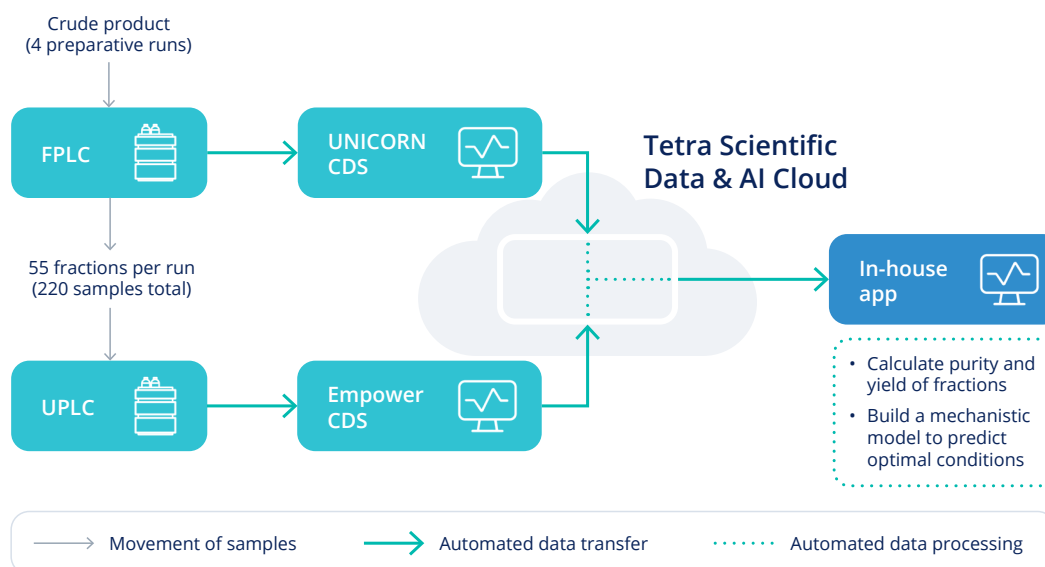 Crude product
(4 preparative runs)
FPLC
UNICORN
CDS
Tetra Scientific
Data & AI Cloud
55 fractions per run
(220 samples total)
In-house
app
UPLC
Empower
CDS
• Calculate purity and
yield of fractions
• Build a mechanistic
model to predict
optimal conditions
Movement of samples
Automated data transfer
Automated data processing